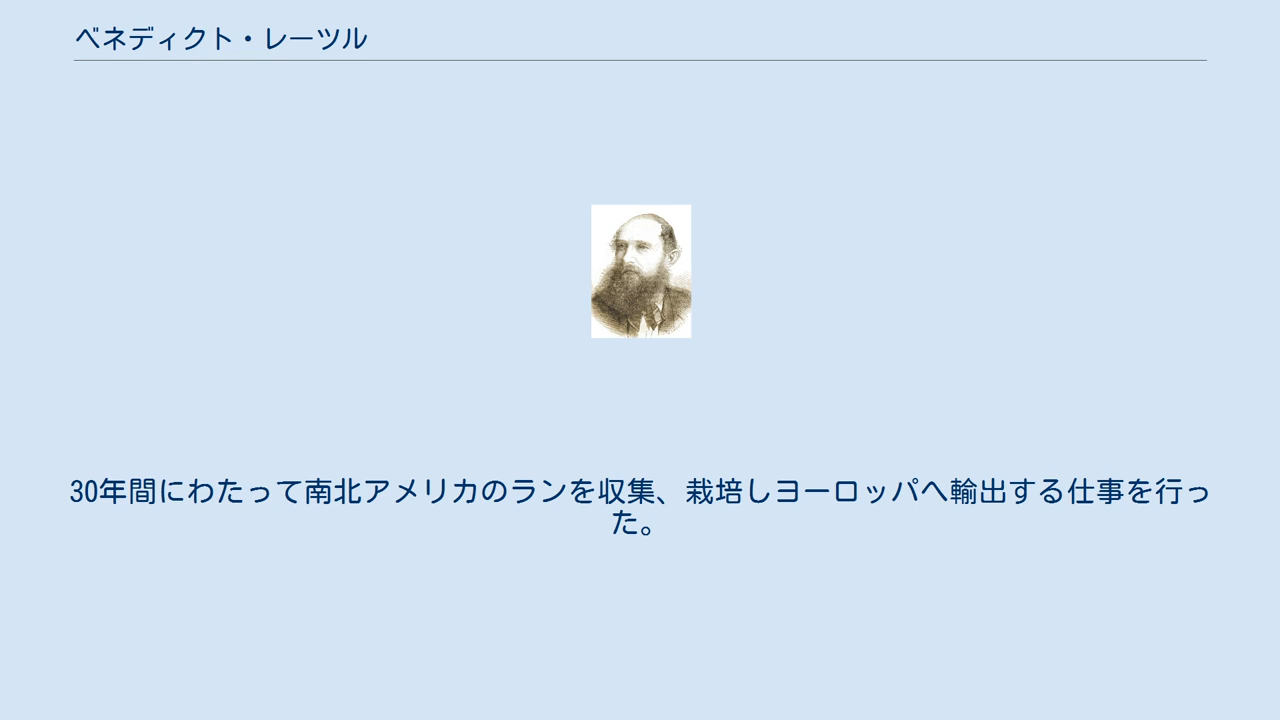 ベネディクト・レーツル
30年間にわたって南北アメリカのランを収集、栽培しヨーロッパへ輸出する仕事を行っ
た。